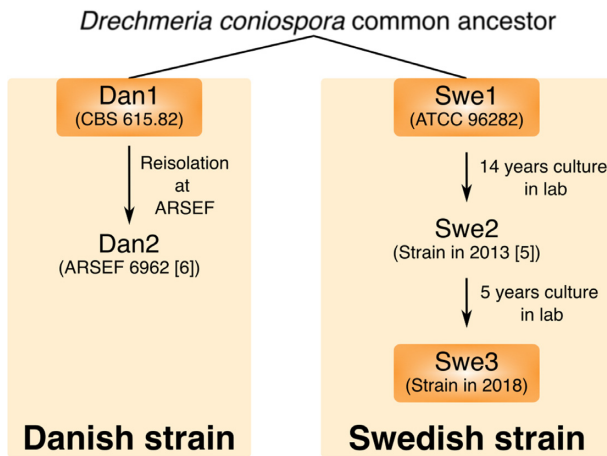 Drechmeria coniospora common ancestor
Dan1
(CBS 615.82)
Reisolation
at
ARSEF
Dan2
(ARSEF 6962 [6])
Danish strain
Swe1
(ATCC 96282)
14 years culture
in lab
Swe2
(Strain in 2013 [5])
5 years culture
in lab
Swe3
(Strain in 2018)
Swedish strain